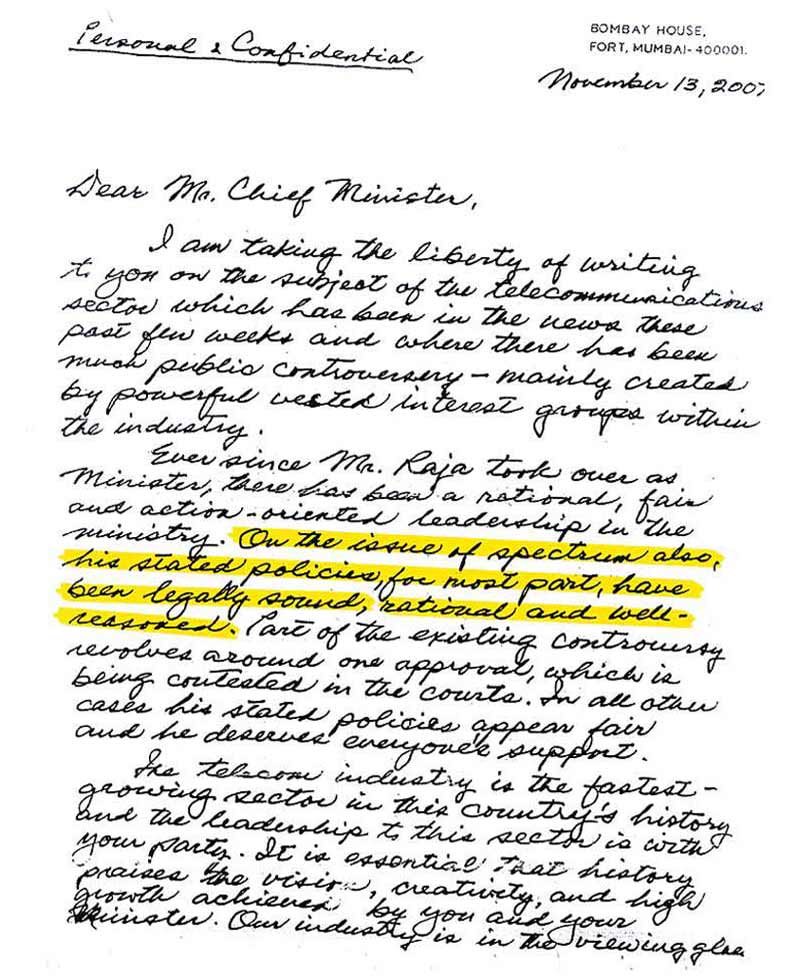 Personal & Confidential
BOMBAY HOUSE,
FORT, MUMBAI-400001.
November 13, 2007
Dear Mr. Chief Minister,
I am taking the liberty of writing
to you on the subject of the telecommunications
sector which has been in the news these
past few weeks and where there has been
much public controversy – mainly created
by powerful vested interest groups within
the industry.
Ever since Mr. Raja took over as
Minister, there has been a rational, fair
and action-oriented leadership in the
ministry. On the issue of spectrum also,
his stated policies, for most part, have
been legally sound, rational and well-
reasoned. Part of the existing controversy
revolves around one approval, which is
being contested in the courts. In all other
cases his stated policies appear fair
and he deserves everyone's support.
The telecom industry is the fastest-
growing sector in this country's history
and the leadership to this sector is with
your party. It is essential that history
praises the vision, creativity, and high
growth achieved by you and your
Minister. Our industry is in the viewing